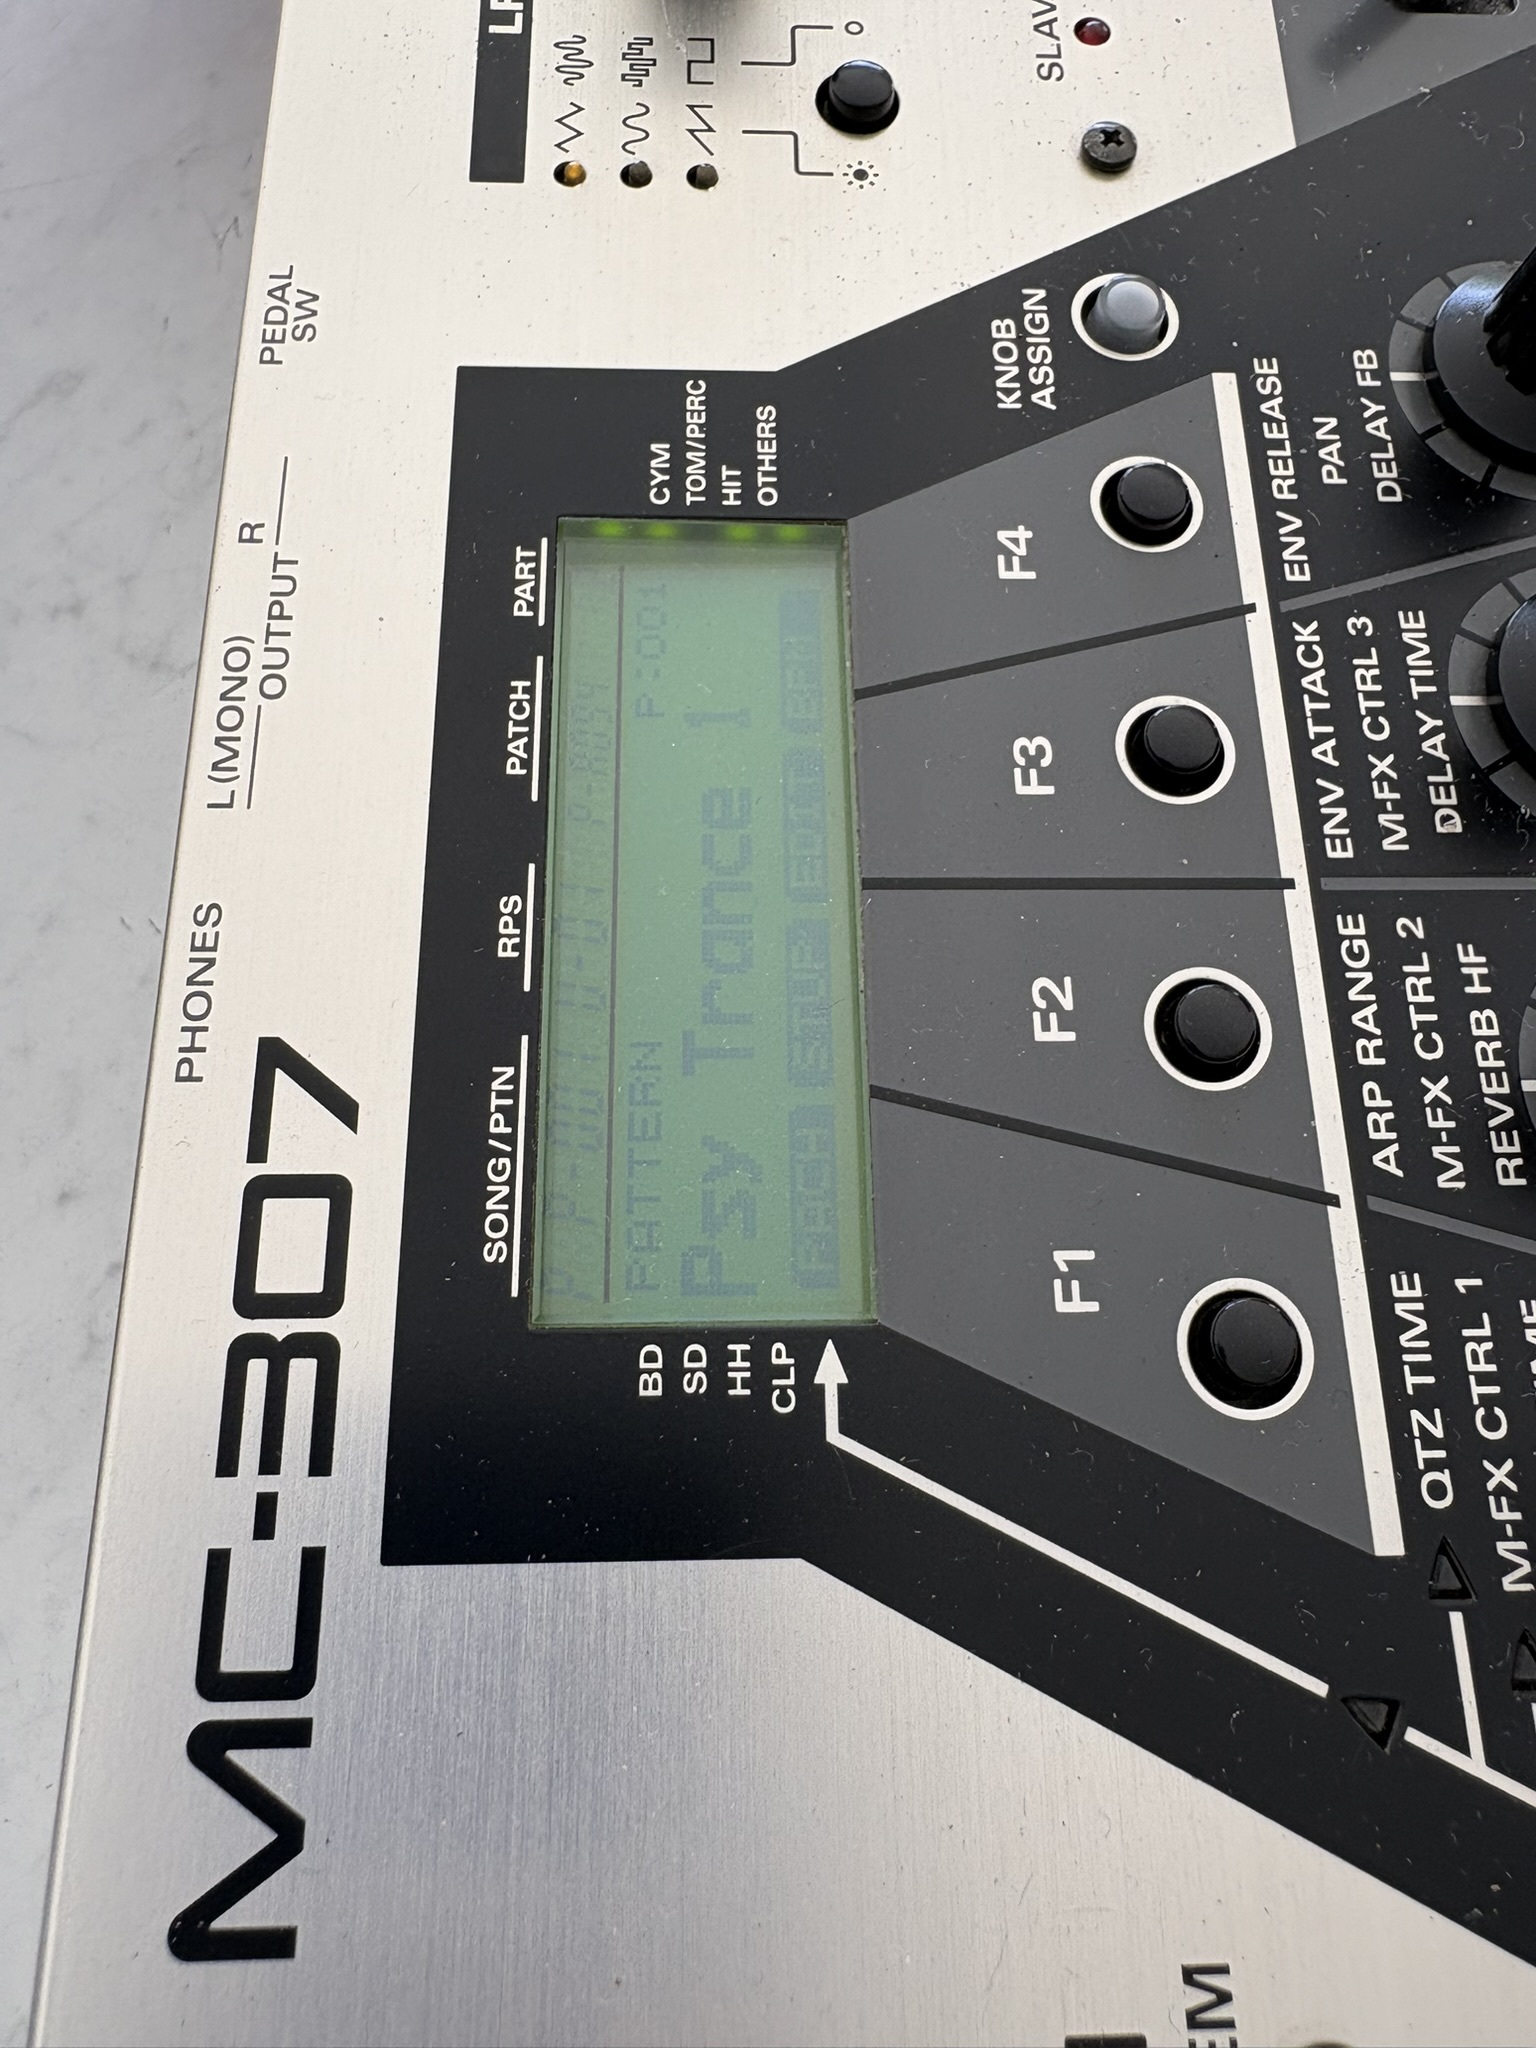 PHONES
L(MONO) R
OUTPUT
PEDAL
SW
MC-307
SONG/PTN RPS PATCH PART
BD
SD
HH
CLP
PATTERN P:001
Psy Trance 1
CYM
TOM/PERC
HIT
OTHERS
F1 F2 F3 F4
KNOB
ASSIGN
QTZ TIME ARP RANGE ENV ATTACK ENV RELEASE
M-FX CTRL 1 M-FX CTRL 2 M-FX CTRL 3 PAN
REVERB HF DELAY TIME DELAY FB